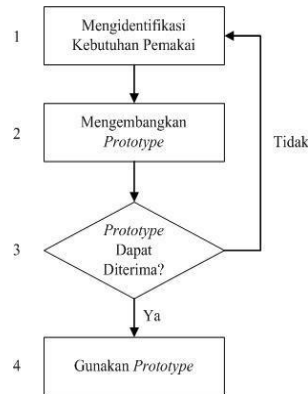 1
Mengidentifikasi
Kebutuhan Pemakai
2
Mengembangkan
Prototype
Tidak
3
Prototype
Dapat
Diterima?
Ya
4
Gunakan Prototype